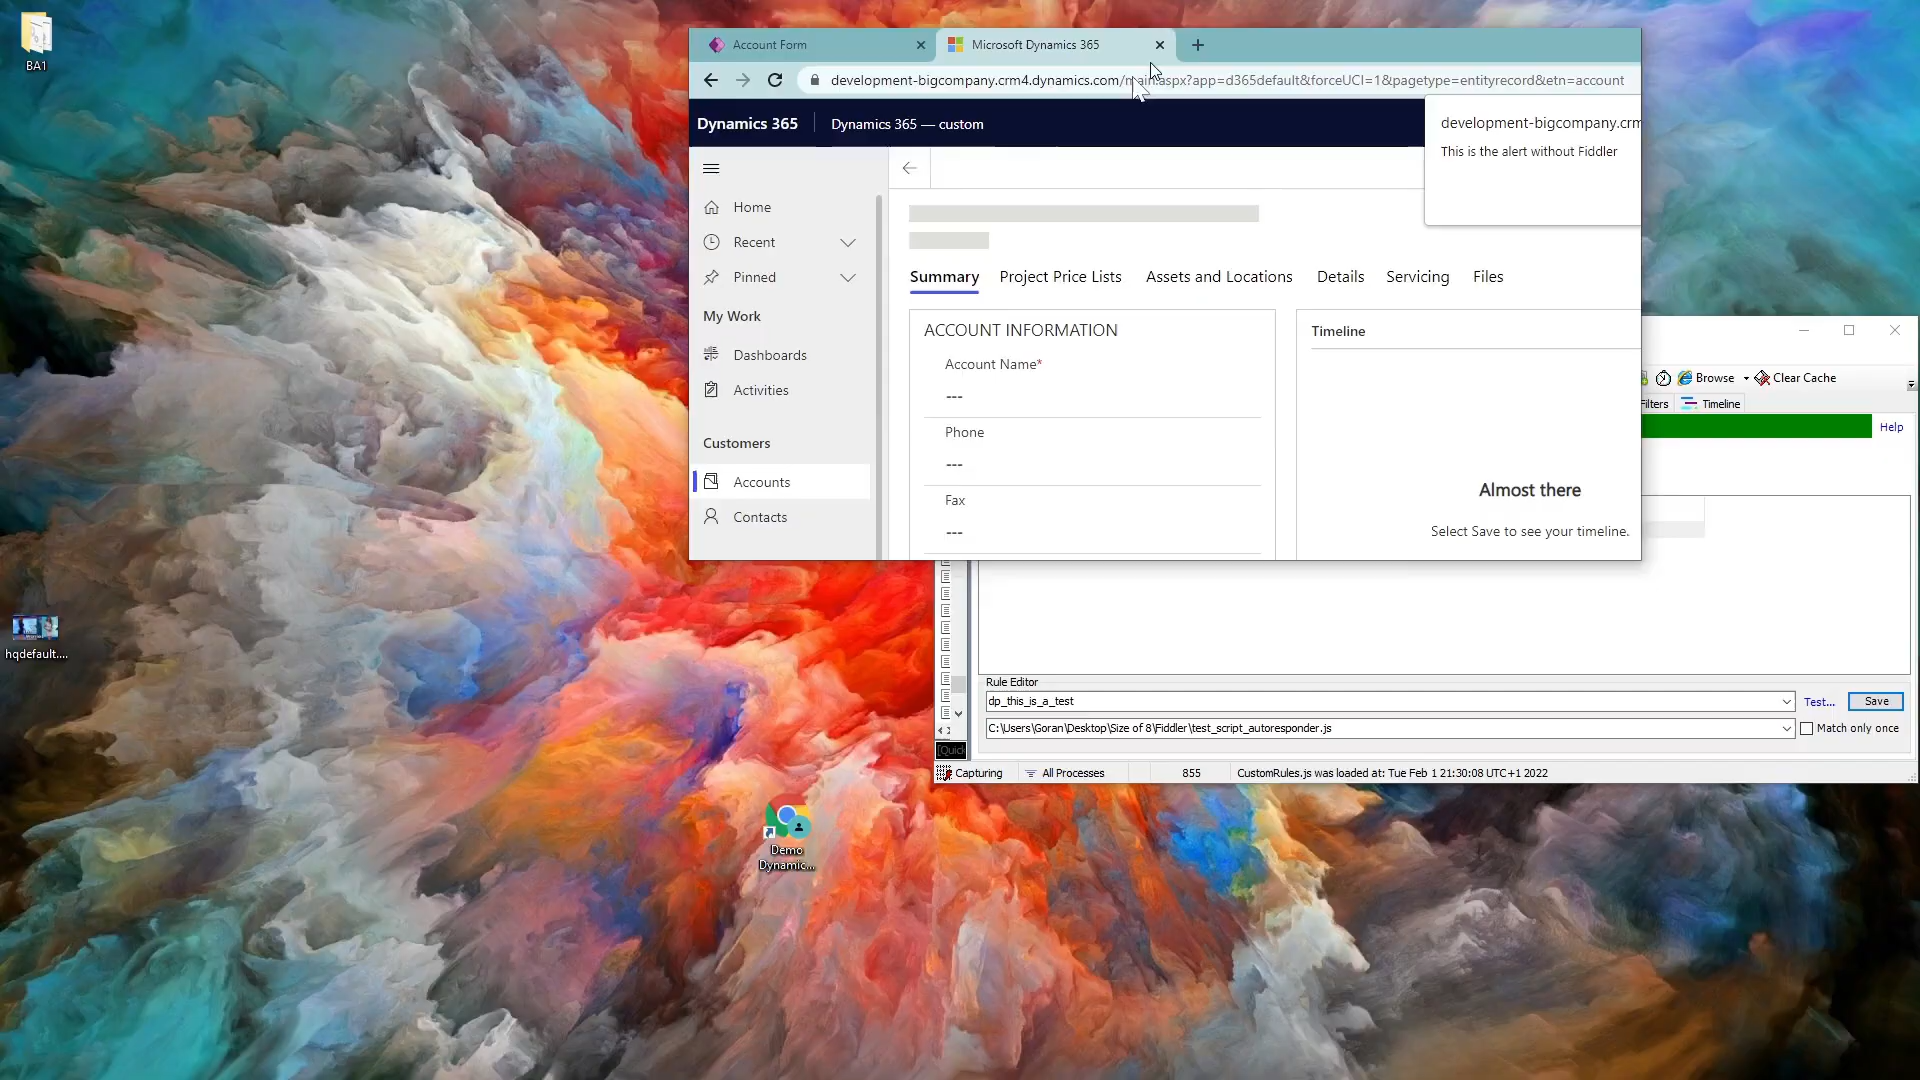 BA1
hqdefault....
Demo
Dynamic...
Account Form
Microsoft Dynamics 365
development-bigcompany.crm4.dynamics.com/main.aspx?app=d365default&forceUCI=1&pagetype=entityrecord&etn=account
Dynamics 365
Dynamics 365 — custom
development-bigcompany.crm
This is the alert without Fiddler
Home
Recent
Pinned
My Work
Dashboards
Activities
Customers
Accounts
Contacts
Summary
Project Price Lists
Assets and Locations
Details
Servicing
Files
ACCOUNT INFORMATION
Account Name*
---
Phone
---
Fax
---
Timeline
Almost there
Select Save to see your timeline.
Browse
Clear Cache
Filters
Timeline
Help
Rule Editor
dp_this_is_a_test
Test...
Save
C:\Users\Goran\Desktop\Size of 8\Fiddler\test_script_autoresponder.js
Match only once
[Quick
Capturing
All Processes
855
CustomRules.js was loaded at: Tue Feb 1 21:30:08 UTC+1 2022